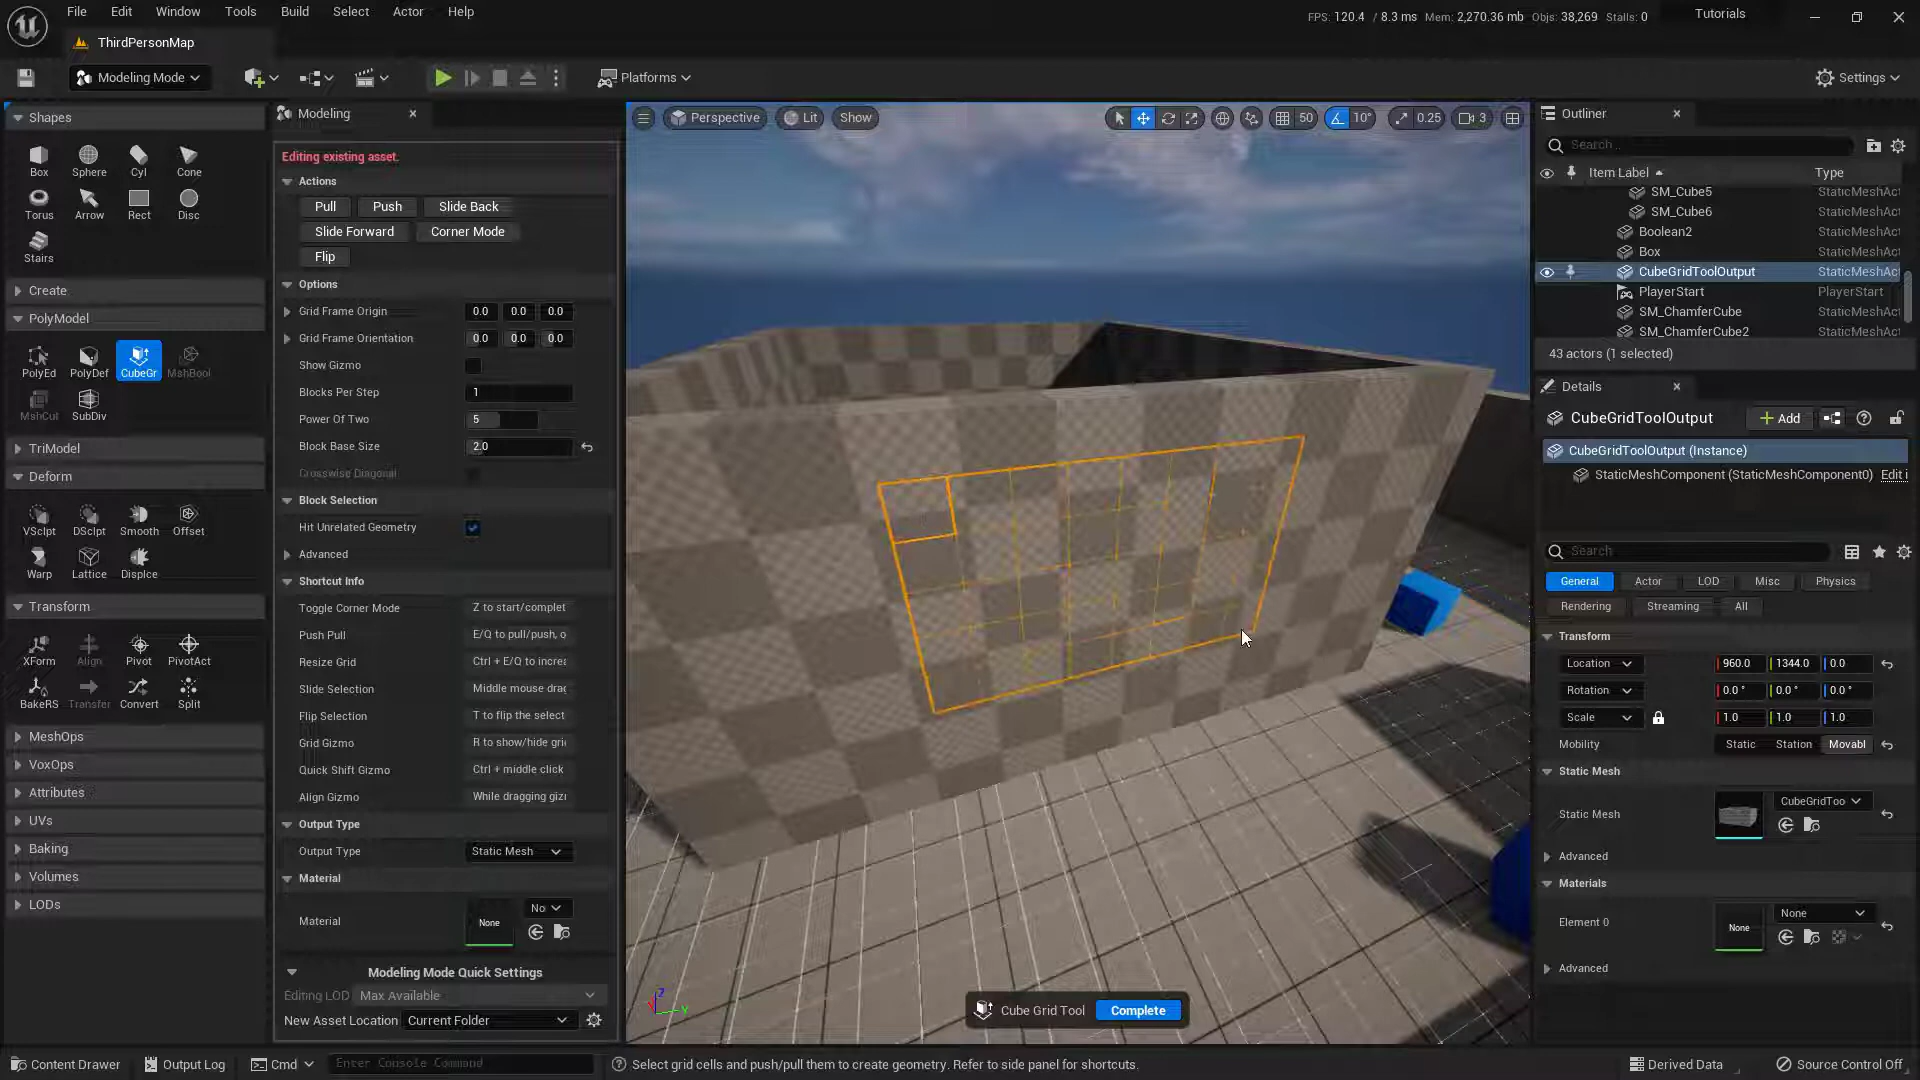 File Edit Window Tools Build Select Actor Help
FPS: 120.4 / 8.3 ms Mem: 2,270.36 mb Objs: 38,269 Stalls: 0
Tutorials
ThirdPersonMap
Modeling Mode
Platforms
Settings
Shapes
Box Sphere Cyl Cone
Torus Arrow Rect Disc
Stairs
Create
PolyModel
PolyEd PolyDef CubeGr MshBool
MshCut SubDiv
TriModel
Deform
VSclpt DSclpt Smooth Offset
Warp Lattice Displce
Transform
XForm Align Pivot PivotAct
BakeRS Transfer Convert Split
MeshOps
VoxOps
Attributes
UVs
Baking
Volumes
LODs
Modeling
Editing existing asset.
Actions
Pull Push Slide Back
Slide Forward Corner Mode
Flip
Options
Grid Frame Origin 0.0 0.0 0.0
Grid Frame Orientation 0.0 0.0 0.0
Show Gizmo
Blocks Per Step 1
Power Of Two 5
Block Base Size 2.0
Crosswise Diagonal
Block Selection
Hit Unrelated Geometry
Advanced
Shortcut Info
Toggle Corner Mode Z to start/complet
Push Pull E/Q to pull/push, o
Resize Grid Ctrl + E/Q to increa
Slide Selection Middle mouse drag
Flip Selection T to flip the select
Grid Gizmo R to show/hide gri
Quick Shift Gizmo Ctrl + middle click
Align Gizmo While dragging gizr
Output Type
Output Type Static Mesh
Material
Material None No
Modeling Mode Quick Settings
Editing LOD Max Available
New Asset Location Current Folder
Perspective Lit Show
50 10° 0.25 3
Z
Y
Cube Grid Tool Complete
Outliner
Search...
Item Label Type
SM_Cube5 StaticMeshAct
SM_Cube6 StaticMeshAct
Boolean2 StaticMeshAct
Box StaticMeshAct
CubeGridToolOutput StaticMeshAct
PlayerStart PlayerStart
SM_ChamferCube StaticMeshAct
SM_ChamferCube2 StaticMeshAct
43 actors (1 selected)
Details
CubeGridToolOutput Add
CubeGridToolOutput (Instance)
StaticMeshComponent (StaticMeshComponent0) Edit i
Search
General Actor LOD Misc Physics
Rendering Streaming All
Transform
Location 960.0 1344.0 0.0
Rotation 0.0 ° 0.0 ° 0.0 °
Scale 1.0 1.0 1.0
Mobility Static Station Movabl
Static Mesh
Static Mesh CubeGridToo
Advanced
Materials
Element 0 None None
Advanced
Content Drawer Output Log Cmd Enter Console Command
Select grid cells and push/pull them to create geometry. Refer to side panel for shortcuts.
Derived Data Source Control Off